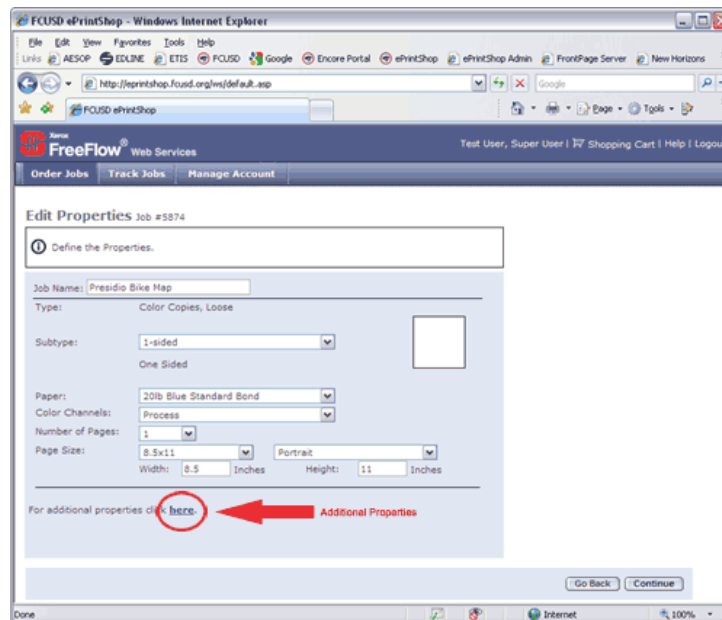 FCUSD ePrintShop - Windows Internet Explorer
File Edit View Favorites Tools Help
Links AESOP EDLINE ETIS FCUSD Google Encore Portal ePrintShop ePrintShop Admin FrontPage Server New Horizons
http://eprintshop.fcusd.org/ws/default.asp Google
FCUSD ePrintShop Page Tools
Xerox
FreeFlow® Web Services Test User, Super User | Shopping Cart | Help | Logou
Order Jobs Track Jobs Manage Account
Edit Properties Job #5874
Define the Properties.
Job Name: Presidio Bike Map
Type: Color Copies, Loose
Subtype: 1-sided
One Sided
Paper: 20lb Blue Standard Bond
Color Channels: Process
Number of Pages: 1
Page Size: 8.5x11 Portrait
Width: 8.5 Inches Height: 11 Inches
For additional properties click here. Additional Properties
Go Back Continue
Done Internet 100%